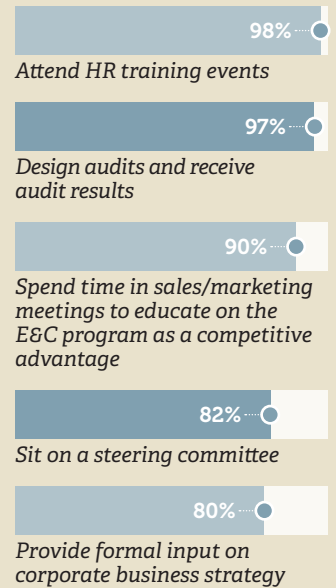 98%
Attend HR training events
97%
Design audits and receive
audit results
90%
Spend time in sales/marketing
meetings to educate on the
E&C program as a competitive
advantage
82%
Sit on a steering committee
80%
Provide formal input on
corporate business strategy